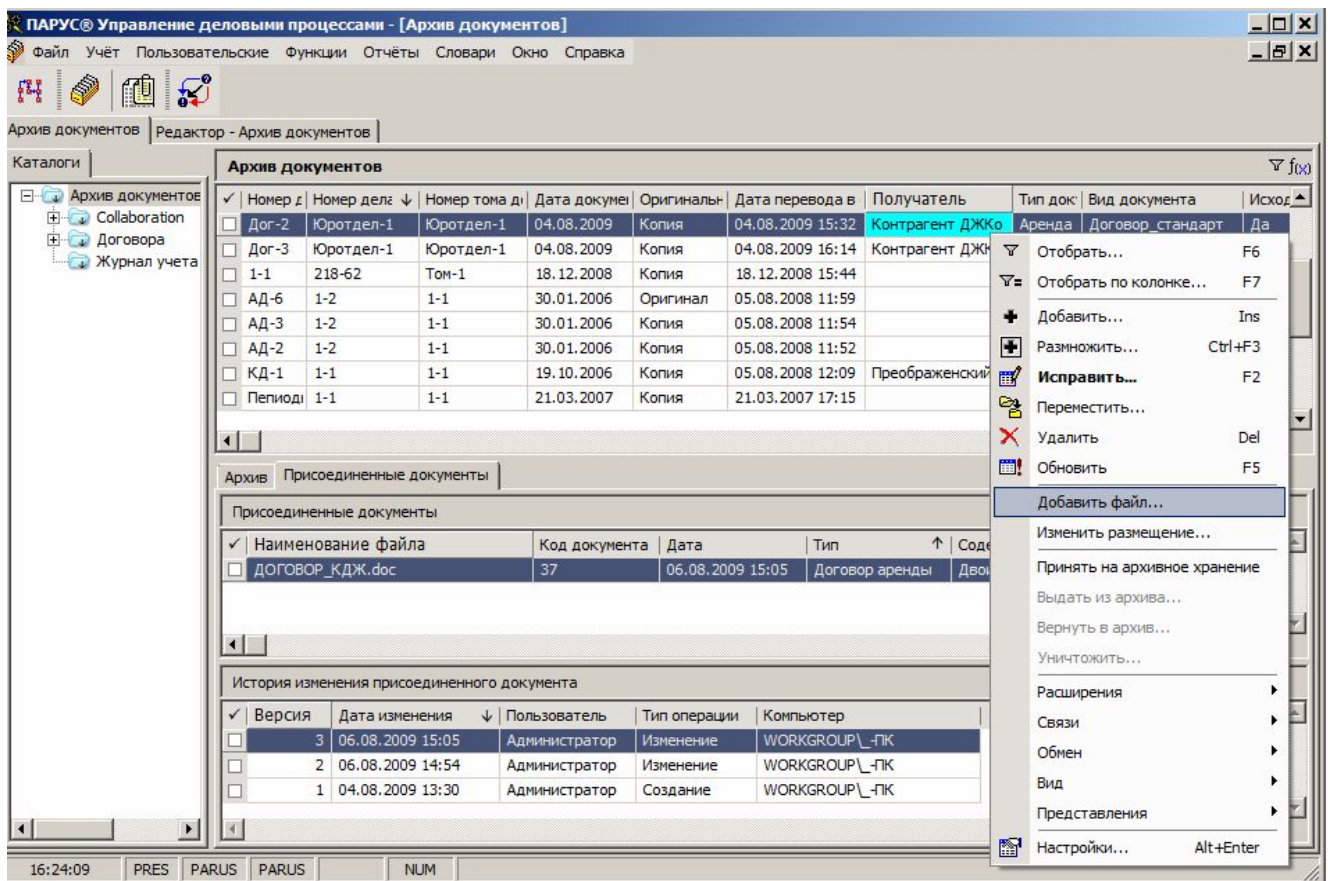 ПАРУС® Управление деловыми процессами - [Архив документов]
Файл Учёт Пользовательские Функции Отчёты Словари Окно Справка
Архив документов Редактор - Архив документов
Каталоги
Архив документов
Collaboration
Договора
Журнал учета
Архив документов f(x)
Номер д Номер дела Номер тома д Дата докумен Оригинальн Дата перевода в Получатель Тип док Вид документа Исход
Дог-2 Юротдел-1 Юротдел-1 04.08.2009 Копия 04.08.2009 15:32 Контрагент ДЖКо Аренда Договор_стандарт Да
Дог-3 Юротдел-1 Юротдел-1 04.08.2009 Копия 04.08.2009 16:14 Контрагент ДЖК
1-1 218-62 Том-1 18.12.2008 Копия 18.12.2008 15:44
АД-6 1-2 1-1 30.01.2006 Оригинал 05.08.2008 11:59
АД-3 1-2 1-1 30.01.2006 Копия 05.08.2008 11:54
АД-2 1-2 1-1 30.01.2006 Копия 05.08.2008 11:52
КД-1 1-1 1-1 19.10.2006 Копия 05.08.2008 12:09 Преображенский
Пепиоди 1-1 1-1 21.03.2007 Копия 21.03.2007 17:15
Архив Присоединенные документы
Присоединенные документы
Наименование файла Код документа Дата Тип Соде
ДОГОВОР_КДЖ.doc 37 06.08.2009 15:05 Договор аренды Двои
История изменения присоединенного документа
Версия Дата изменения Пользователь Тип операции Компьютер
3 06.08.2009 15:05 Администратор Изменение WORKGROUP\_-ПК
2 06.08.2009 14:54 Администратор Изменение WORKGROUP\_-ПК
1 04.08.2009 13:30 Администратор Создание WORKGROUP\_-ПК
Отобрать... F6
Отобрать по колонке... F7
Добавить... Ins
Размножить... Ctrl+F3
Исправить... F2
Переместить...
Удалить Del
Обновить F5
Добавить файл...
Изменить размещение...
Принять на архивное хранение
Выдать из архива...
Вернуть в архив...
Уничтожить...
Расширения
Связи
Обмен
Вид
Представления
Настройки... Alt+Enter
16:24:09 PRES PARUS PARUS NUM